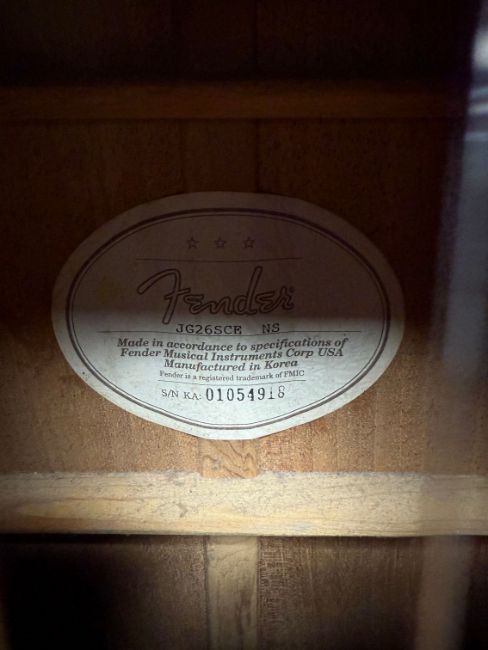 Fender
JG26SCE NS
Made in accordance to specifications of
Fender Musical Instruments Corp USA
Manufactured in Korea
Fender is a registered trademark of FMIC
S/N KA: 01054918